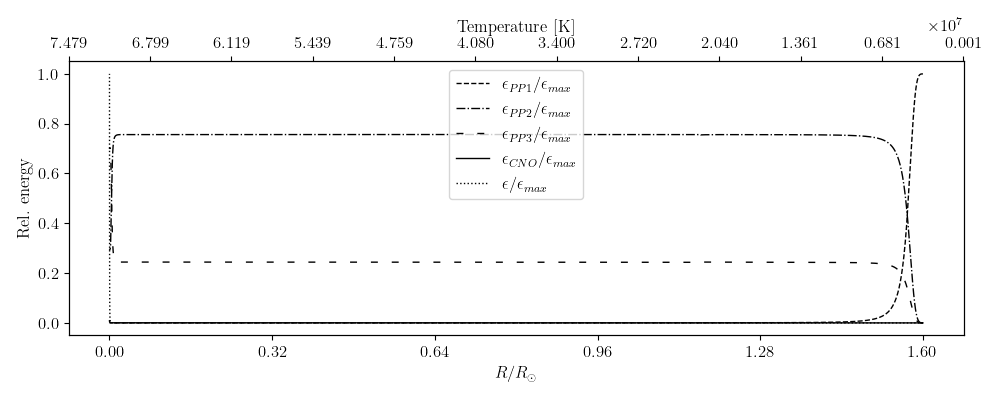 Temperature [K]
×10⁷
7.479 6.799 6.119 5.439 4.759 4.080 3.400 2.720 2.040 1.361 0.681 0.001
1.0
0.8
0.6
0.4
0.2
0.0
Rel. energy
ϵ_PP1/ϵ_max
ϵ_PP2/ϵ_max
ϵ_PP3/ϵ_max
ϵ_CNO/ϵ_max
ϵ/ϵ_max
0.00 0.32 0.64 0.96 1.28 1.60
R/R_⊙